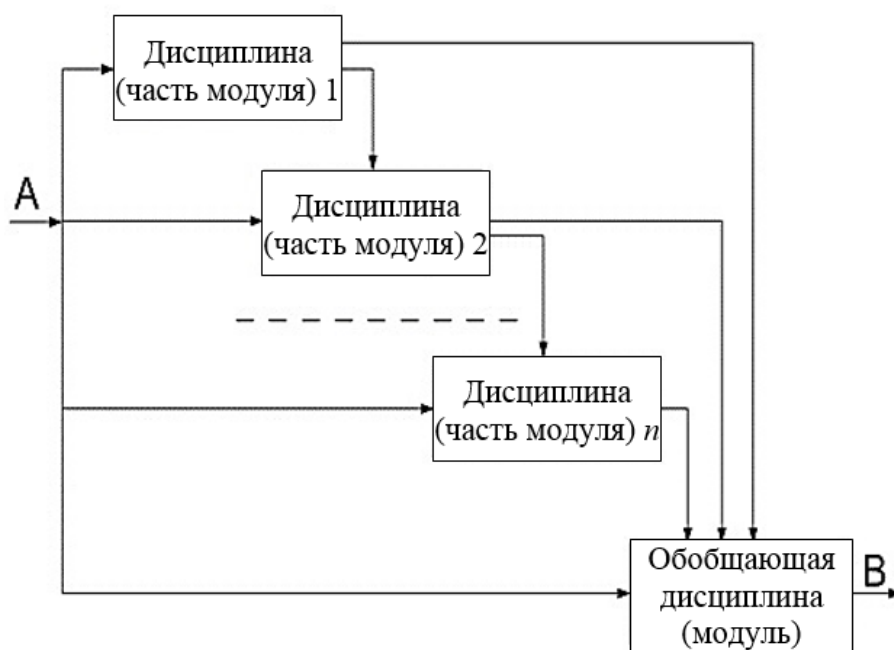 Дисциплина
(часть модуля) 1
A
Дисциплина
(часть модуля) 2
Дисциплина
(часть модуля) n
Обобщающая
дисциплина
(модуль)
B